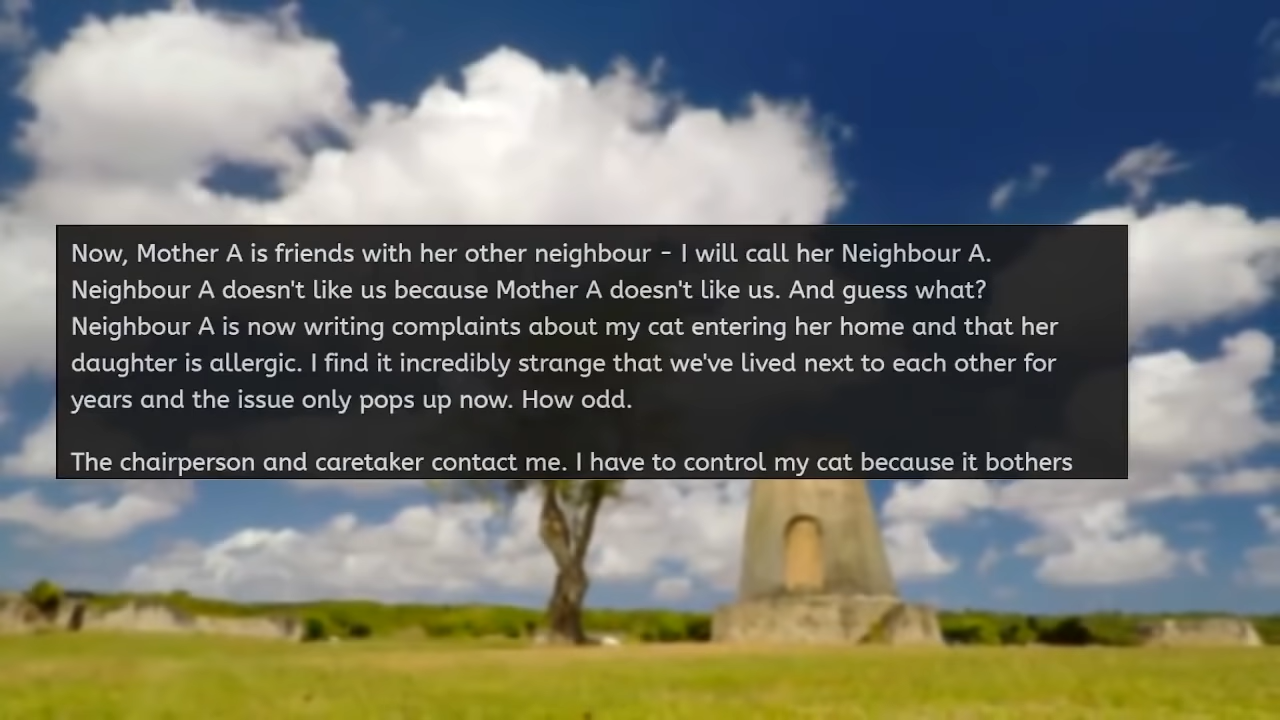 Now, Mother A is friends with her other neighbour - I will call her Neighbour A.
Neighbour A doesn't like us because Mother A doesn't like us. And guess what?
Neighbour A is now writing complaints about my cat entering her home and that her
daughter is allergic. I find it incredibly strange that we've lived next to each other for
years and the issue only pops up now. How odd.
The chairperson and caretaker contact me. I have to control my cat because it bothers